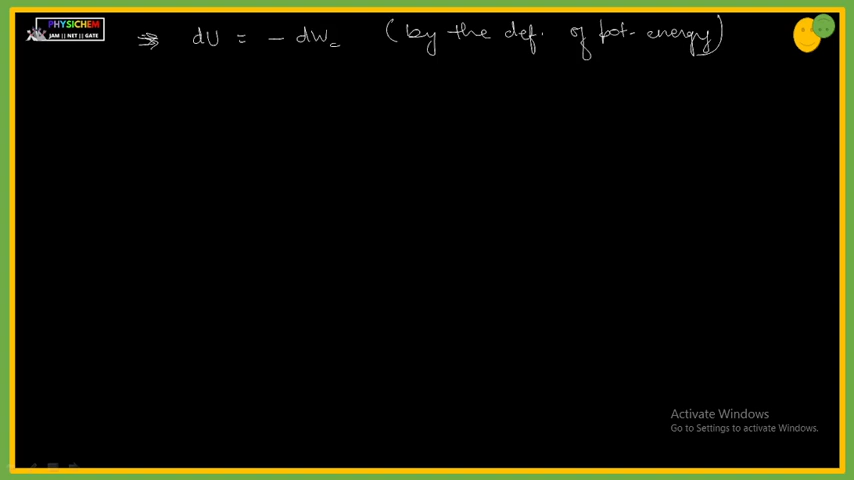 PHYSICHEM
JAM || NET || GATE
⇒ dU = - dWc (by the def. of pot. energy)
Activate Windows
Go to Settings to activate Windows.